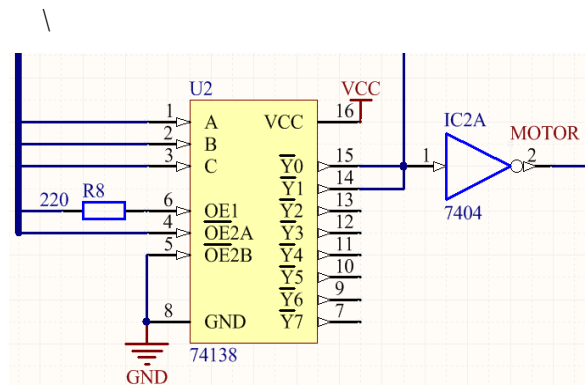 \
U2
VCC
1 A VCC 16
2 B
3 C Y0 15
Y1 14
220 R8 6 OE1 Y2 13
4 OE2A Y3 12
5 OE2B Y4 11
Y5 10
Y6 9
8 GND Y7 7
74138
GND
IC2A
MOTOR
1 2
7404